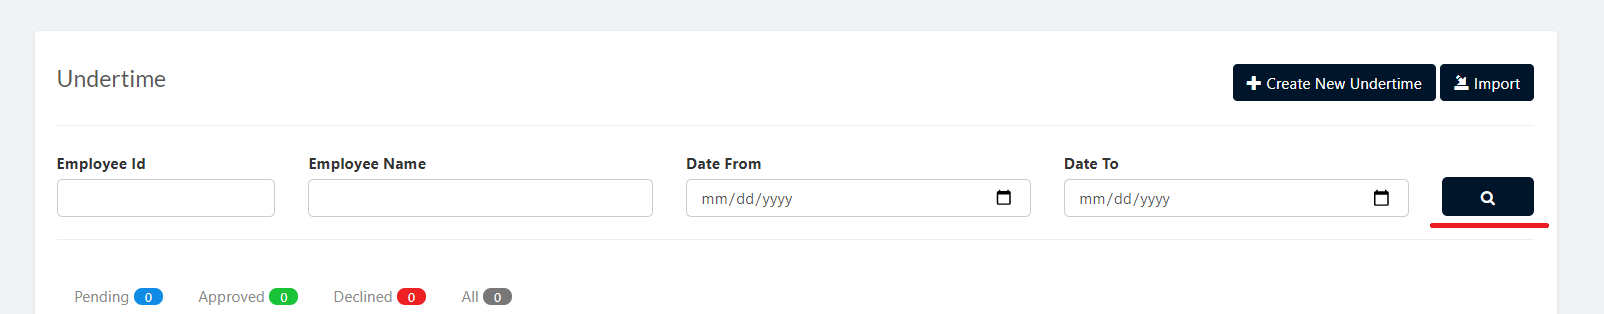 Undertime
Create New Undertime Import
Employee Id Employee Name Date From Date To
mm/dd/yyyy mm/dd/yyyy
Pending 0 Approved 0 Declined 0 All 0